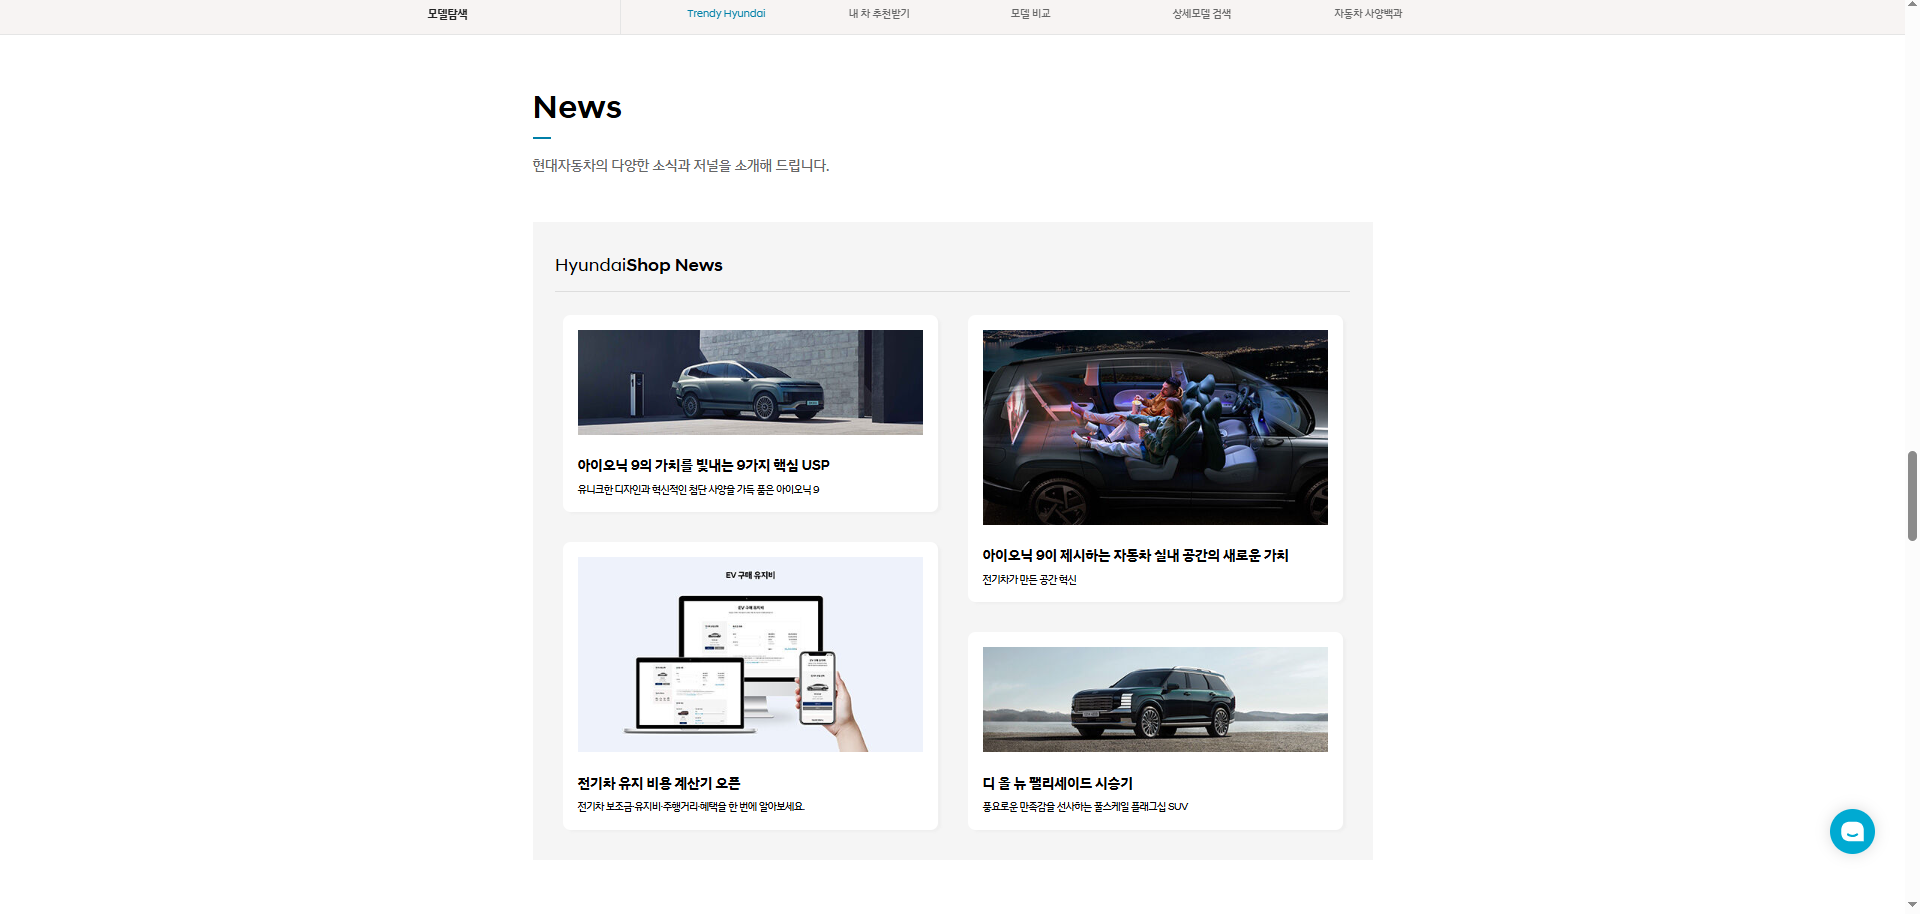 모델탐색
Trendy Hyundai
내 차 추천받기
모델 비교
상세모델 검색
자동차 사양백과
News
현대자동차의 다양한 소식과 저널을 소개해 드립니다.
HyundaiShop News
아이오닉 9의 가치를 빛내는 9가지 핵심 USP
유니크한 디자인과 혁신적인 첨단 사양을 가득 품은 아이오닉 9
아이오닉 9이 제시하는 자동차 실내 공간의 새로운 가치
전기차가 만든 공간 혁신
EV 구매 유지비
EV 구매 유지비
전기차 유지 비용 계산기 오픈
전기차 보조금·유지비·주행거리·혜택을 한 번에 알아보세요.
디 올 뉴 팰리세이드 시승기
풍요로운 만족감을 선사하는 풀스케일 플래그십 SUV